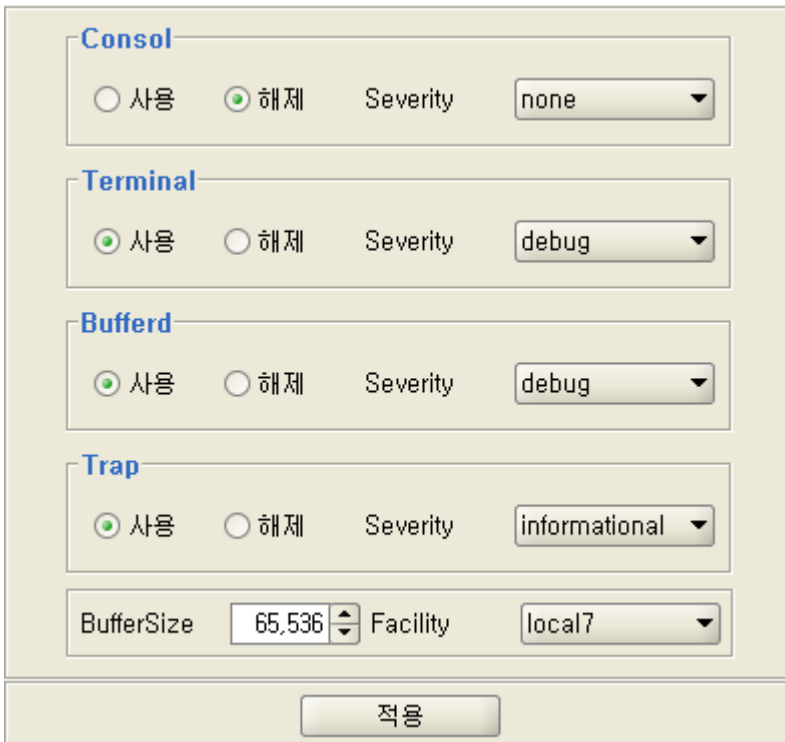 Consol
사용 해제 Severity none
Terminal
사용 해제 Severity debug
Bufferd
사용 해제 Severity debug
Trap
사용 해제 Severity informational
BufferSize 65,536 Facility local7
적용